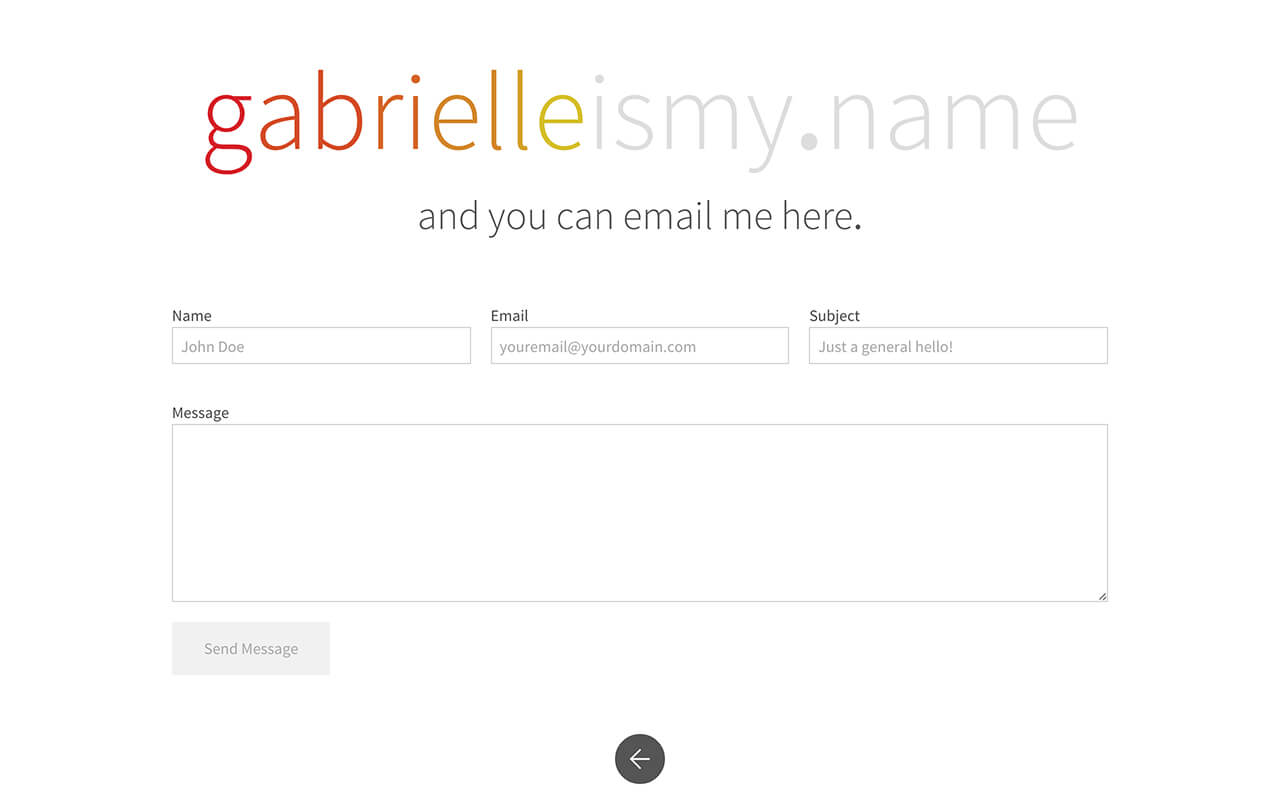 gabrielleismy.name
and you can email me here.
Name Email Subject
John Doe youremail@yourdomain.com Just a general hello!
Message
Send Message